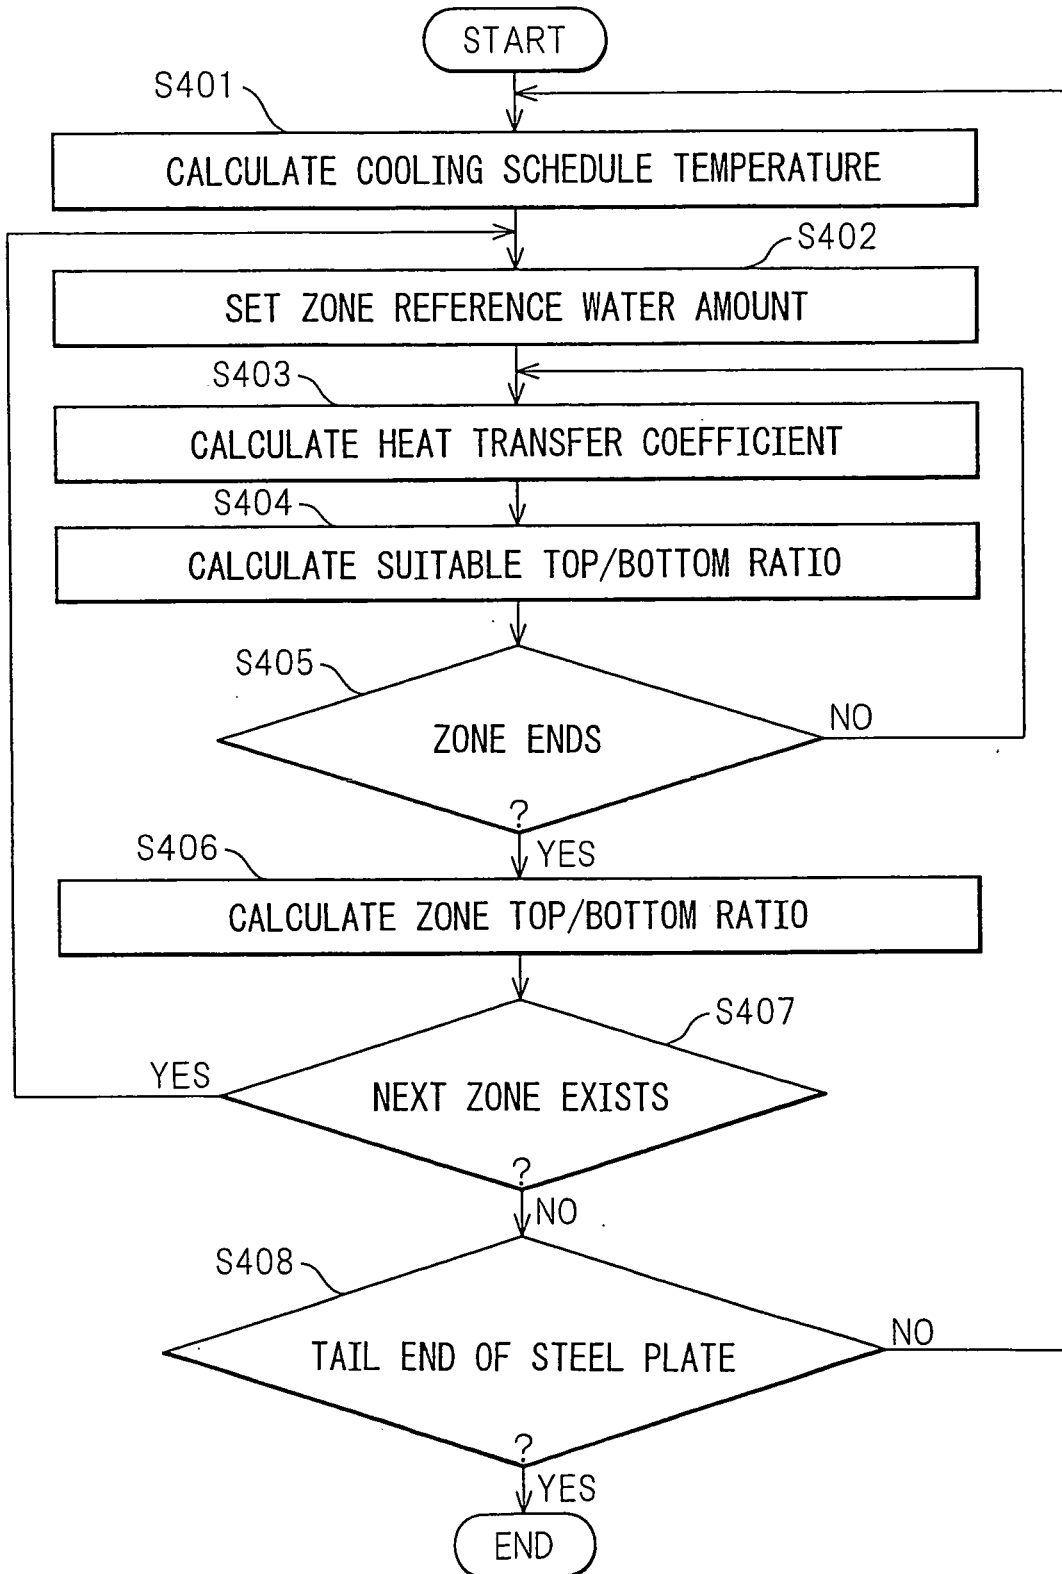 START
S401
CALCULATE COOLING SCHEDULE TEMPERATURE
S402
SET ZONE REFERENCE WATER AMOUNT
S403
CALCULATE HEAT TRANSFER COEFFICIENT
S404
CALCULATE SUITABLE TOP/BOTTOM RATIO
S405
ZONE ENDS
?
NO
YES
S406
CALCULATE ZONE TOP/BOTTOM RATIO
S407
YES
NEXT ZONE EXISTS
?
NO
S408
TAIL END OF STEEL PLATE
?
NO
YES
END